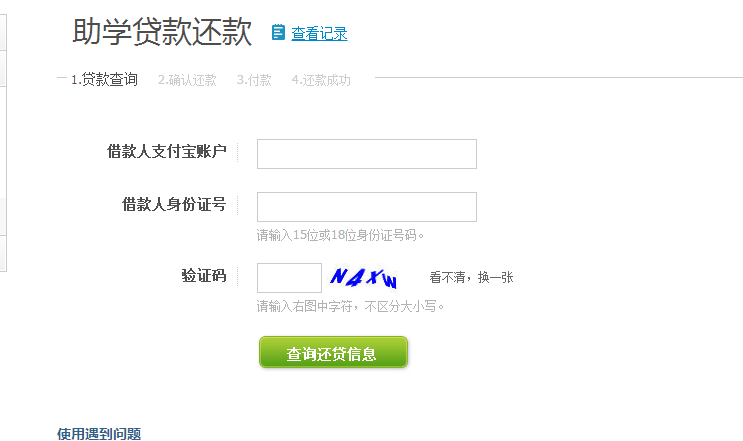 助学贷款还款 查看记录
1.贷款查询 2.确认还款 3.付款 4.还款成功
借款人支付宝账户
借款人身份证号
请输入15位或18位身份证号码。
验证码 N4XW 看不清，换一张
请输入右图中字符，不区分大小写。
查询还贷信息
使用遇到问题